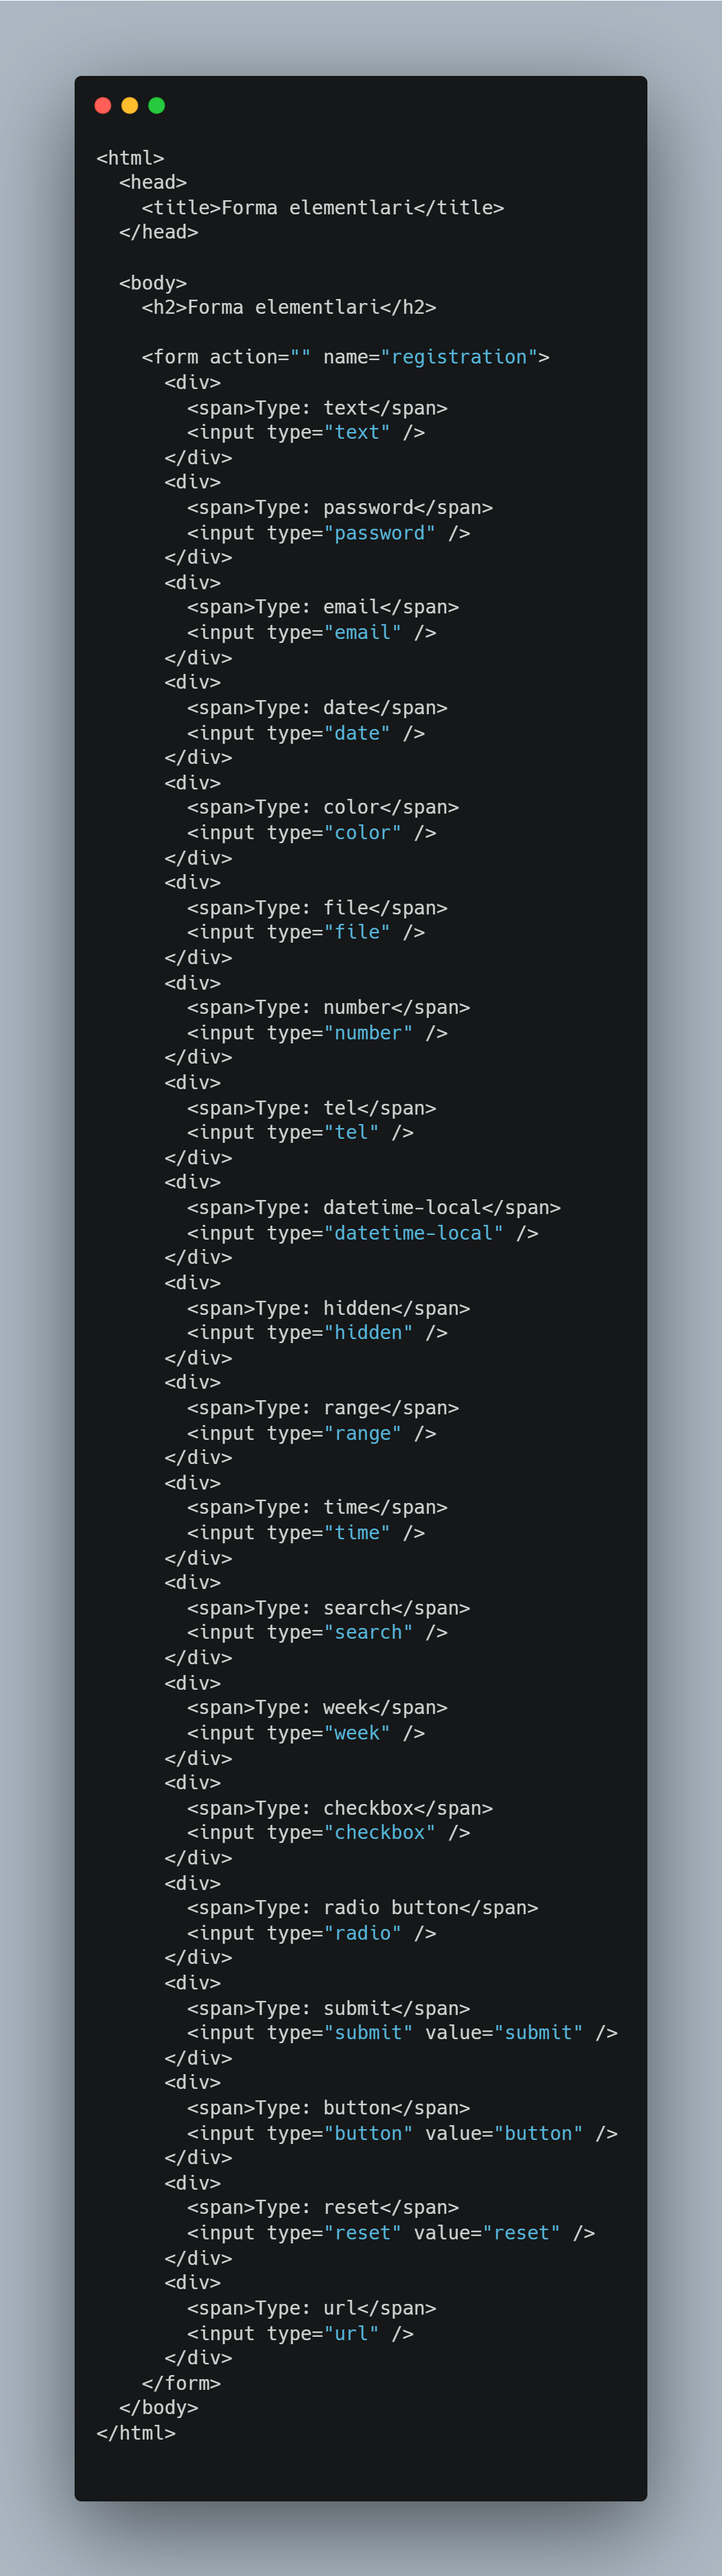 <html>
  <head>
    <title>Forma elementlari</title>
  </head>

  <body>
    <h2>Forma elementlari</h2>

    <form action="" name="registration">
      <div>
        <span>Type: text</span>
        <input type="text" />
      </div>
      <div>
        <span>Type: password</span>
        <input type="password" />
      </div>
      <div>
        <span>Type: email</span>
        <input type="email" />
      </div>
      <div>
        <span>Type: date</span>
        <input type="date" />
      </div>
      <div>
        <span>Type: color</span>
        <input type="color" />
      </div>
      <div>
        <span>Type: file</span>
        <input type="file" />
      </div>
      <div>
        <span>Type: number</span>
        <input type="number" />
      </div>
      <div>
        <span>Type: tel</span>
        <input type="tel" />
      </div>
      <div>
        <span>Type: datetime-local</span>
        <input type="datetime-local" />
      </div>
      <div>
        <span>Type: hidden</span>
        <input type="hidden" />
      </div>
      <div>
        <span>Type: range</span>
        <input type="range" />
      </div>
      <div>
        <span>Type: time</span>
        <input type="time" />
      </div>
      <div>
        <span>Type: search</span>
        <input type="search" />
      </div>
      <div>
        <span>Type: week</span>
        <input type="week" />
      </div>
      <div>
        <span>Type: checkbox</span>
        <input type="checkbox" />
      </div>
      <div>
        <span>Type: radio button</span>
        <input type="radio" />
      </div>
      <div>
        <span>Type: submit</span>
        <input type="submit" value="submit" />
      </div>
      <div>
        <span>Type: button</span>
        <input type="button" value="button" />
      </div>
      <div>
        <span>Type: reset</span>
        <input type="reset" value="reset" />
      </div>
      <div>
        <span>Type: url</span>
        <input type="url" />
      </div>
    </form>
  </body>
</html>